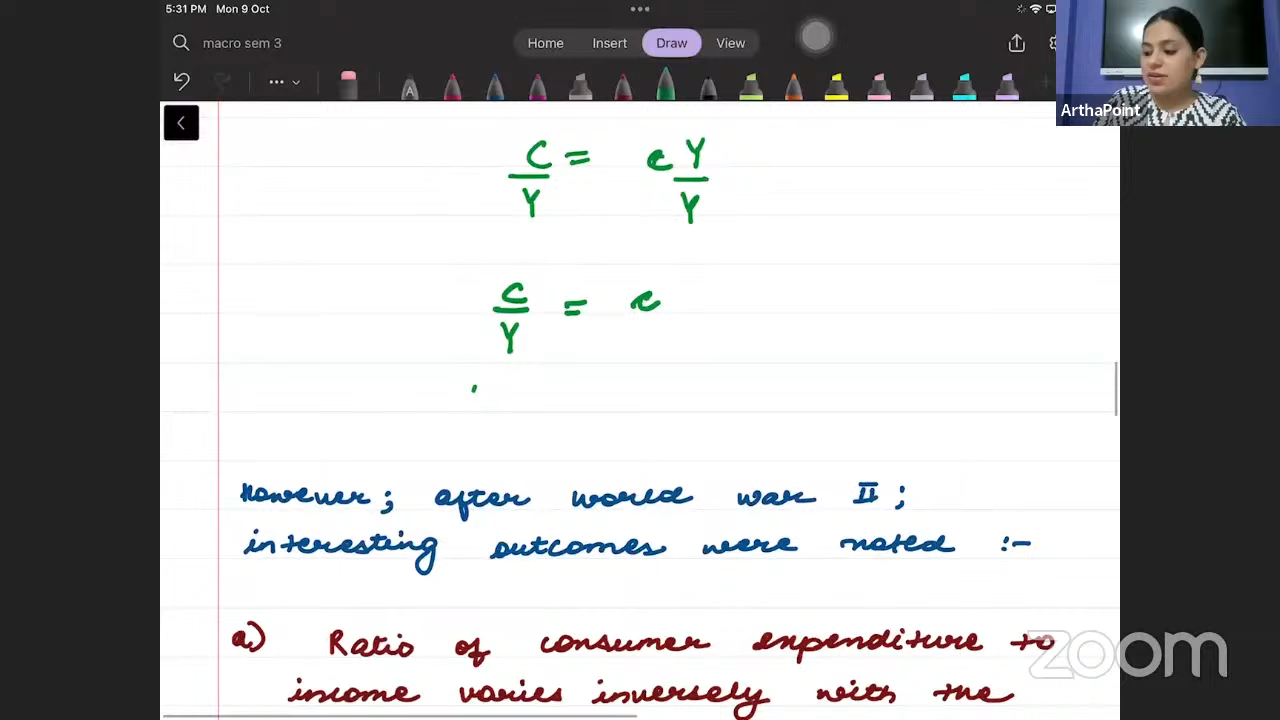 5:31 PM Mon 9 Oct
macro sem 3
Home Insert Draw View
A
ArthaPoint
C/Y = cY/Y
C/Y = c
However; after world war II;
interesting outcomes were noted :-
a) Ratio of consumer expenditure to
income varies inversely with the
zoom